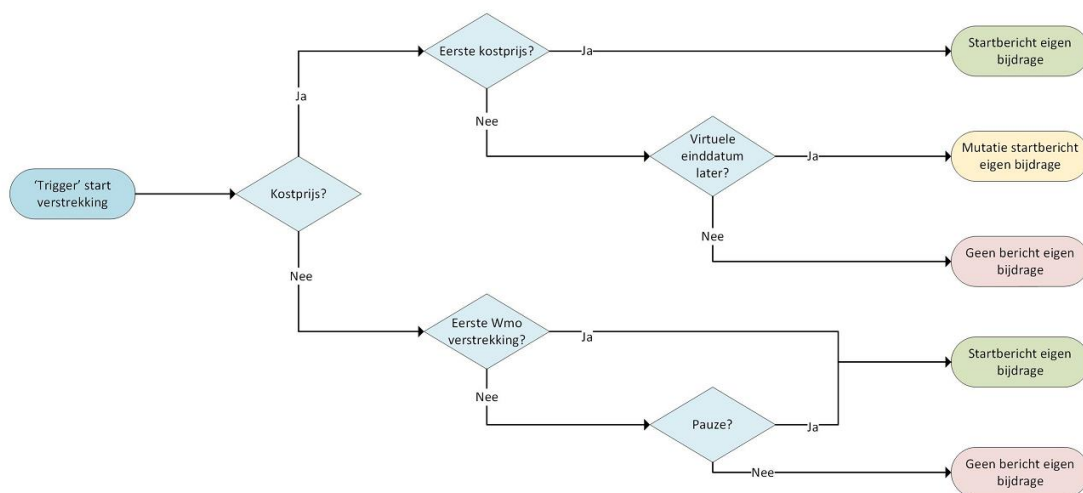 Eerste kostprijs?
Ja
Startbericht eigen
bijdrage
Ja
Nee
Virtuele
einddatum
later?
Ja
Mutatie startbericht
eigen bijdrage
'Trigger' start
verstrekking
Kostprijs?
Nee
Geen bericht eigen
bijdrage
Nee
Eerste Wmo
verstrekking?
Ja
Startbericht eigen
bijdrage
Nee
Pauze?
Ja
Nee
Geen bericht eigen
bijdrage